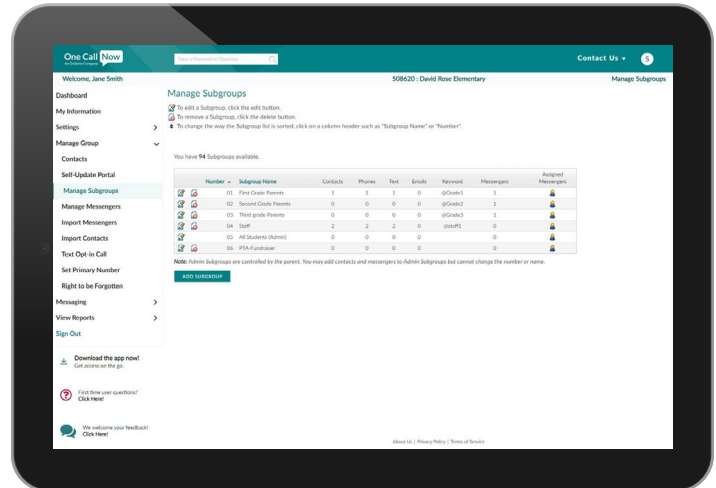 One Call Now
An OnSolve Company
Type a Keyword or Question
Contact Us
S
Welcome, Jane Smith
508620 : David Rose Elementary
Manage Subgroups
Dashboard
My Information
Settings
Manage Group
Contacts
Self-Update Portal
Manage Subgroups
Manage Messengers
Import Messengers
Import Contacts
Text Opt-in Call
Set Primary Number
Right to be Forgotten
Messaging
View Reports
Sign Out
Download the app now!
Get access on the go.
First time user questions?
Click Here!
We welcome your feedback!
Click Here!
Manage Subgroups
To edit a Subgroup, click the edit button.
To remove a Subgroup, click the delete button.
To change the way the Subgroup list is sorted, click on a column header such as "Subgroup Name" or "Number".
You have 94 Subgroups available.
Number Subgroup Name Contacts Phones Text Emails Keyword Messengers Assigned Messengers
01 First Grade Parents 1 1 1 0 @Grade1 1
02 Second Grade Parents 0 0 0 0 @Grade2 1
03 Third grade Parents 0 0 0 0 @Grade3 1
04 Staff 2 2 2 0 @staff1 0
05 All Students (Admin) 0 0 0 0 0
06 PTA-Fundraiser 0 0 0 0 0
Note: Admin Subgroups are controlled by the parent. You may add contacts and messengers to Admin Subgroups but cannot change the number or name.
ADD SUBGROUP
About Us | Privacy Policy | Terms of Service